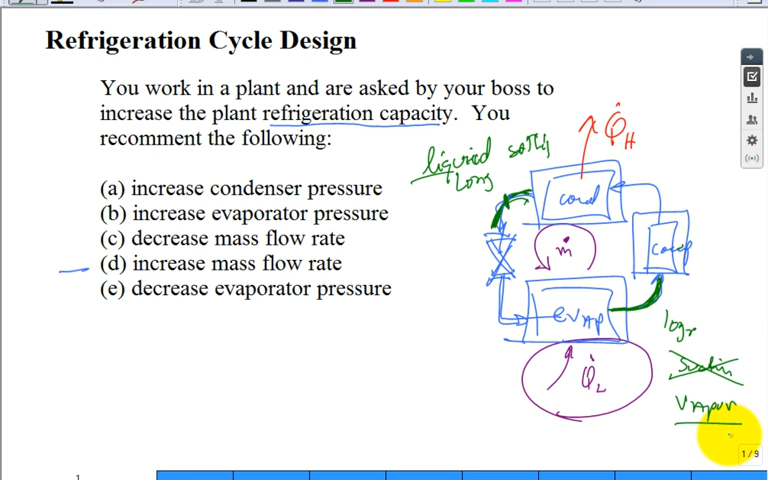 Refrigeration Cycle Design
You work in a plant and are asked by your boss to
increase the plant refrigeration capacity. You
recomment the following:
(a) increase condenser pressure
(b) increase evaporator pressure
(c) decrease mass flow rate
(d) increase mass flow rate
(e) decrease evaporator pressure
Q̇H
liquid
long
cond
ṁ
comp
EVAP
Q̇L
Vapor
1/9
1